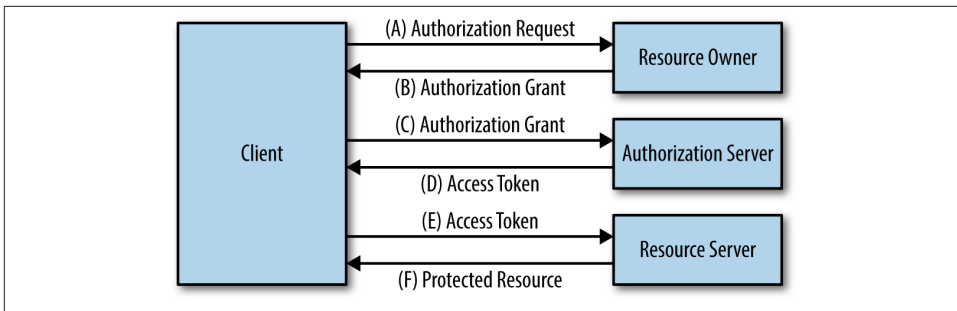 (A) Authorization Request
Resource Owner
(B) Authorization Grant
(C) Authorization Grant
Client
Authorization Server
(D) Access Token
(E) Access Token
Resource Server
(F) Protected Resource